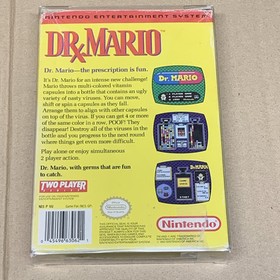 NINTENDO ENTERTAINMENT SYSTEM
DR. MARIO
Dr. Mario—the prescription is fun.
It's Dr. Mario for an intense new challenge!
Mario throws multi-colored vitamin
capsules into a bottle that contains an ugly
variety of nasty viruses. You can move,
shift or spin a capsule as they fall.
Arrange them to align with other capsules
on top of the virus. If you can get 4 or more
of the same color in a row, POOF! They
disappear! Destroy all of the viruses in the
bottle and you progress to the next round
where things get even more difficult.
Play alone or enjoy simultaneous
2 player action.
Dr. Mario, with germs that are fun
to catch.
Dr. MARIO
TWO PLAYER
Nintendo